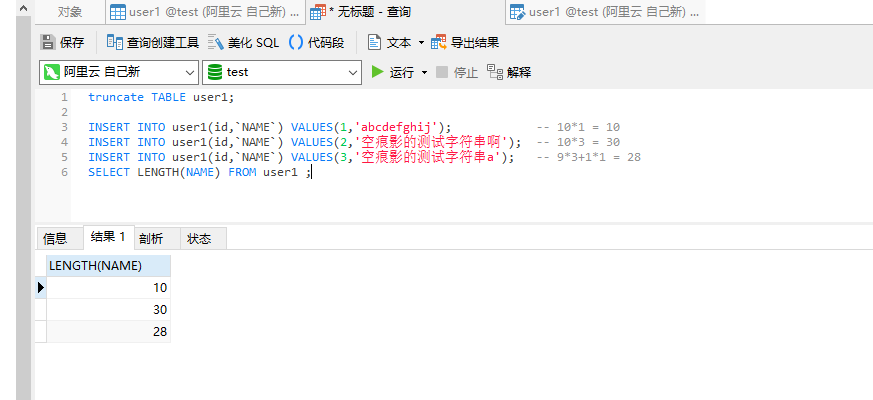 对象 user1 @test (阿里云 自己新) ... * 无标题 - 查询 user1 @test (阿里云 自己新) ...
保存 查询创建工具 美化 SQL 代码段 文本 导出结果
阿里云 自己新 test 运行 停止 解释
1 truncate TABLE user1;
2
3 INSERT INTO user1(id,`NAME`) VALUES(1,'abcdefghij'); -- 10*1 = 10
4 INSERT INTO user1(id,`NAME`) VALUES(2,'空痕影的测试字符串啊'); -- 10*3 = 30
5 INSERT INTO user1(id,`NAME`) VALUES(3,'空痕影的测试字符串a'); -- 9*3+1*1 = 28
6 SELECT LENGTH(NAME) FROM user1 ;
信息 结果 1 剖析 状态
LENGTH(NAME)
10
30
28